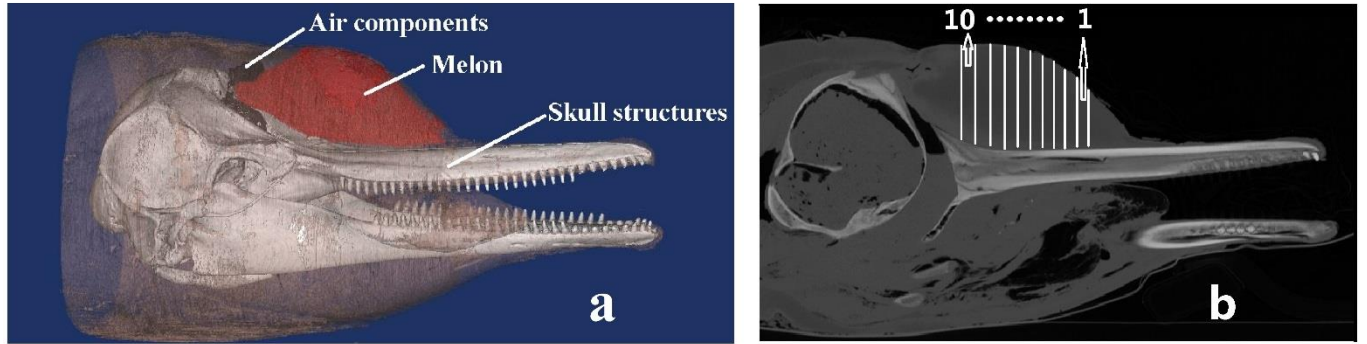 Air components
Melon
Skull structures
a
10 ········ 1
b